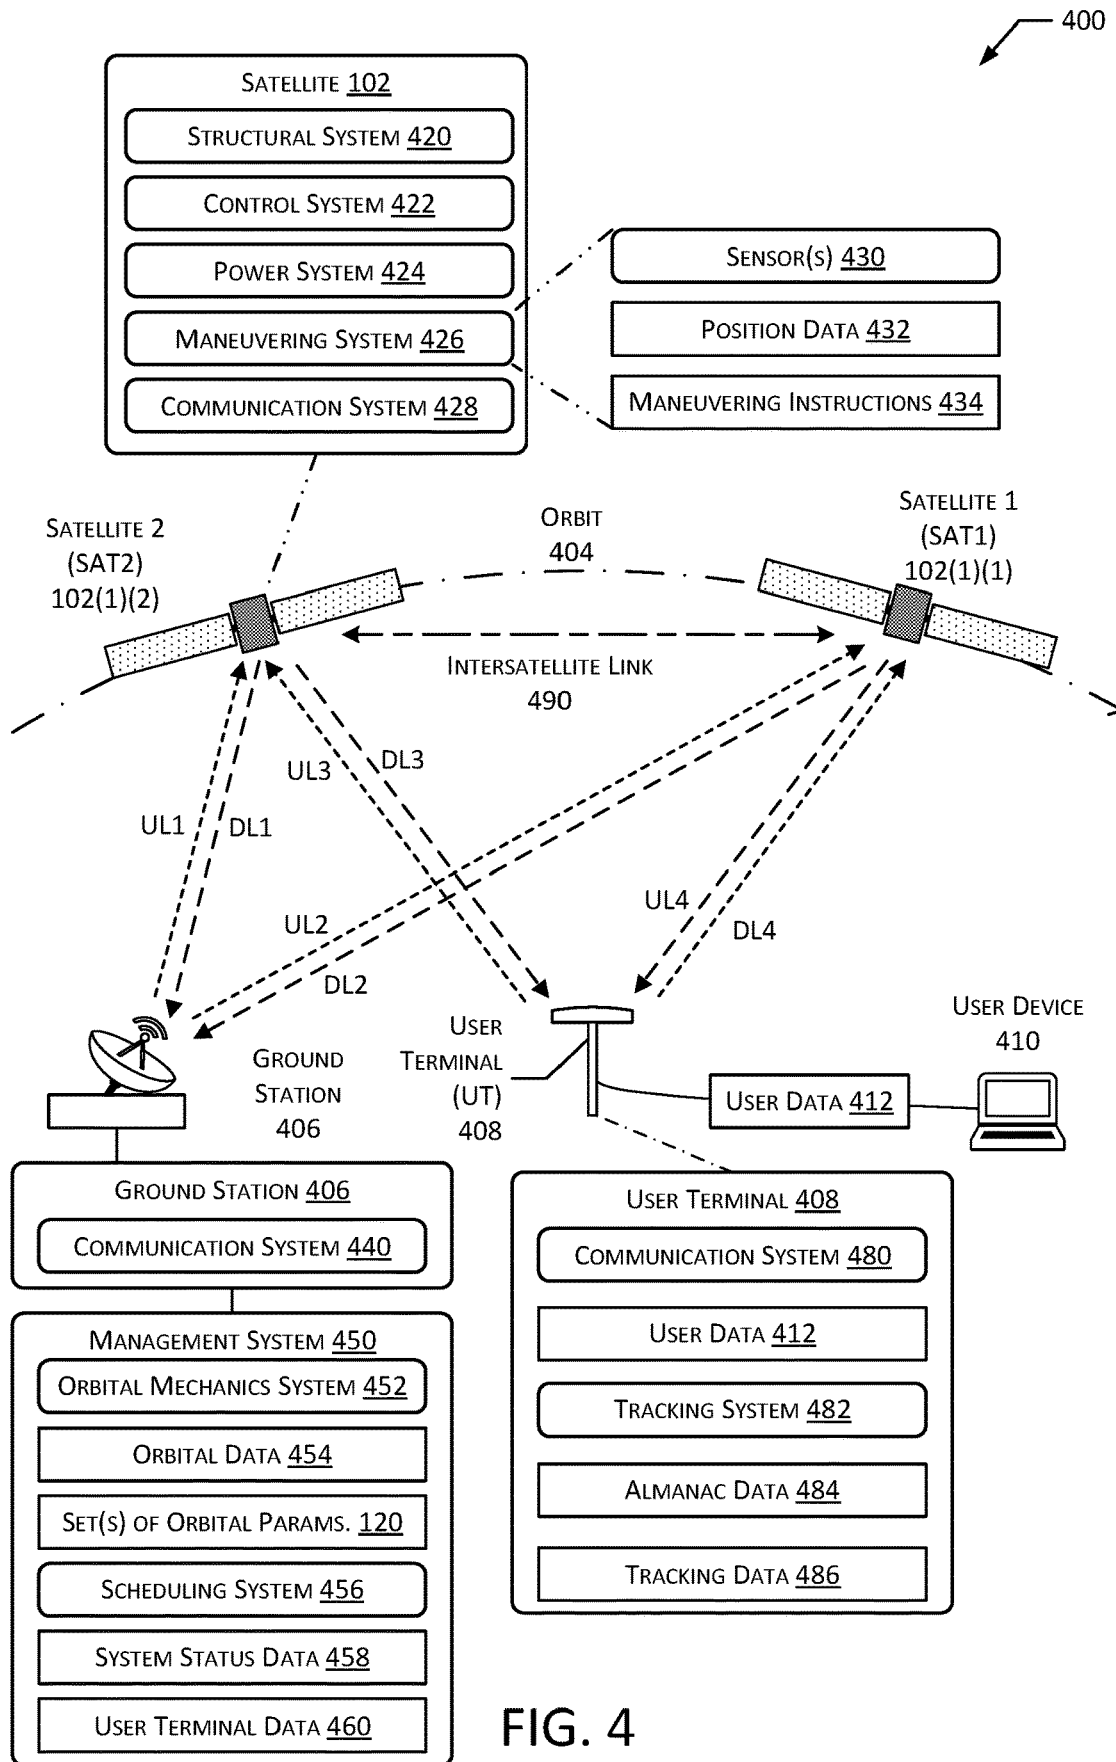 400
SATELLITE 102
STRUCTURAL SYSTEM 420
CONTROL SYSTEM 422
POWER SYSTEM 424
MANEUVERING SYSTEM 426
COMMUNICATION SYSTEM 428
SENSOR(S) 430
POSITION DATA 432
MANEUVERING INSTRUCTIONS 434
SATELLITE 2
(SAT2)
102(1)(2)
ORBIT
404
SATELLITE 1
(SAT1)
102(1)(1)
INTERSATELLITE LINK
490
UL1
DL1
UL3
DL3
UL2
DL2
UL4
DL4
GROUND
STATION
406
USER
TERMINAL
(UT)
408
USER DATA 412
USER DEVICE
410
GROUND STATION 406
COMMUNICATION SYSTEM 440
MANAGEMENT SYSTEM 450
ORBITAL MECHANICS SYSTEM 452
ORBITAL DATA 454
SET(S) OF ORBITAL PARAMS. 120
SCHEDULING SYSTEM 456
SYSTEM STATUS DATA 458
USER TERMINAL DATA 460
USER TERMINAL 408
COMMUNICATION SYSTEM 480
USER DATA 412
TRACKING SYSTEM 482
ALMANAC DATA 484
TRACKING DATA 486
FIG. 4